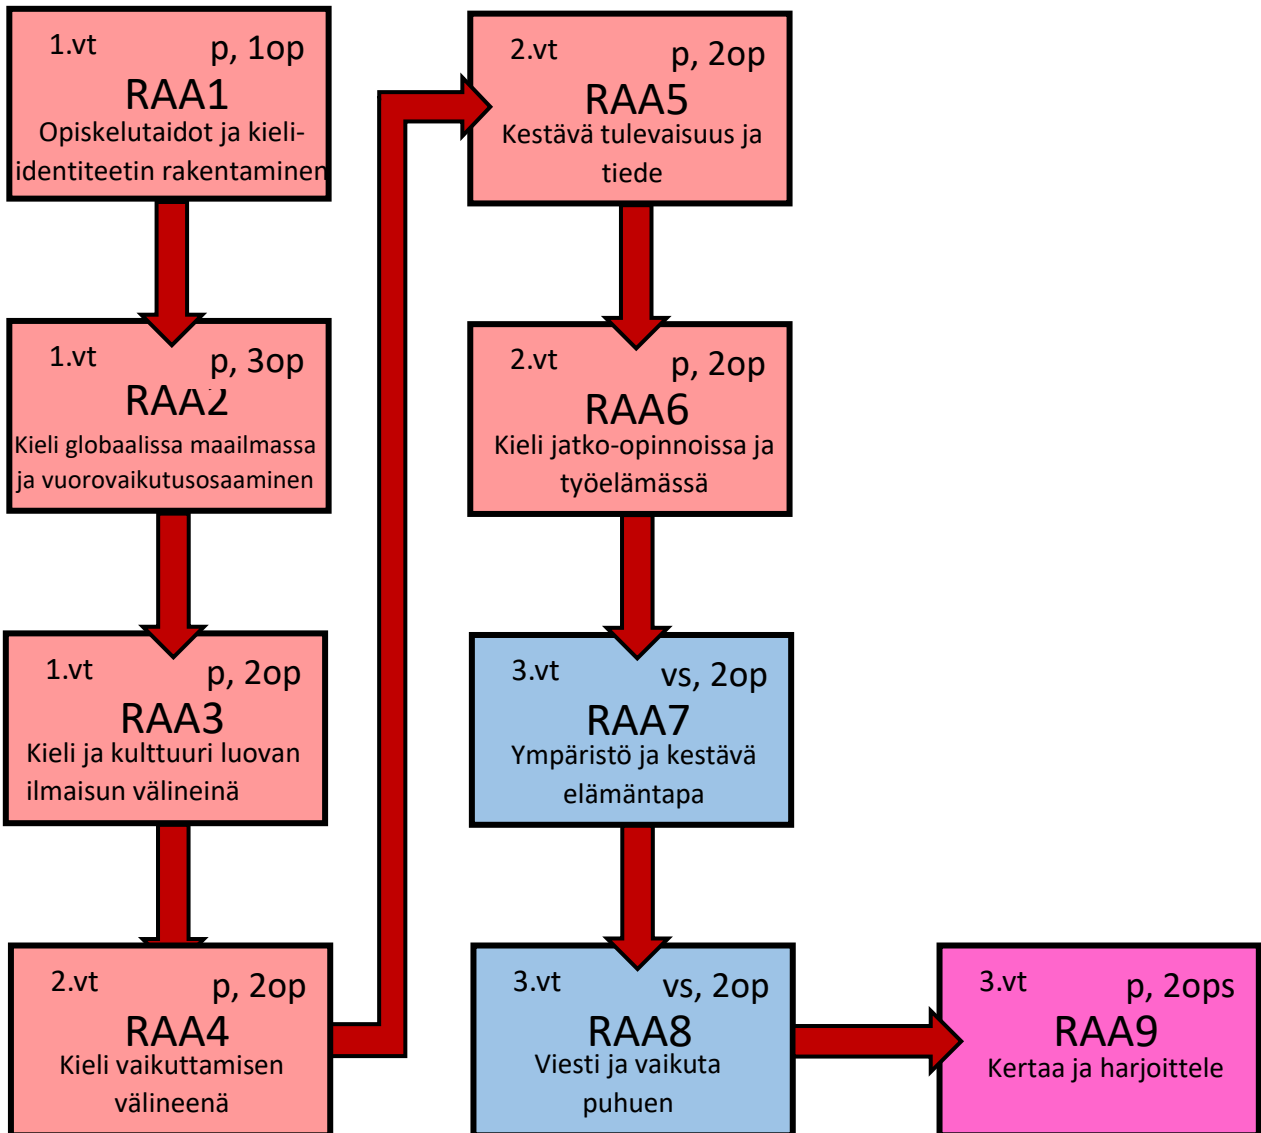 1.vt p, 1op
RAA1
Opiskelutaidot ja kieli-
identiteetin rakentaminen
1.vt p, 3op
RAA2
Kieli globaalissa maailmassa
ja vuorovaikutusosaaminen
1.vt p, 2op
RAA3
Kieli ja kulttuuri luovan
ilmaisun välineinä
2.vt p, 2op
RAA4
Kieli vaikuttamisen
välineenä
2.vt p, 2op
RAA5
Kestävä tulevaisuus ja
tiede
2.vt p, 2op
RAA6
Kieli jatko-opinnoissa ja
työelämässä
3.vt vs, 2op
RAA7
Ympäristö ja kestävä
elämäntapa
3.vt vs, 2op
RAA8
Viesti ja vaikuta
puhuen
3.vt p, 2ops
RAA9
Kertaa ja harjoittele